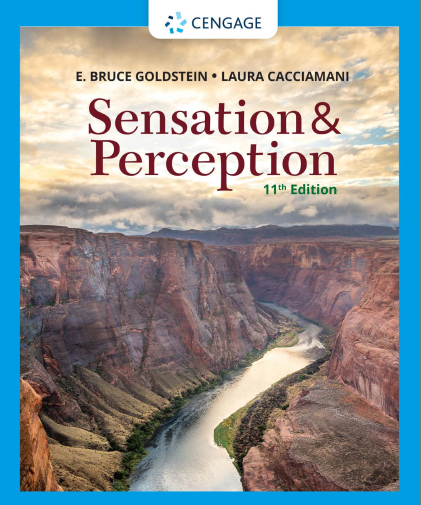 CENGAGE
E. BRUCE GOLDSTEIN • LAURA CACCIAMANI
Sensation &
Perception
11th Edition